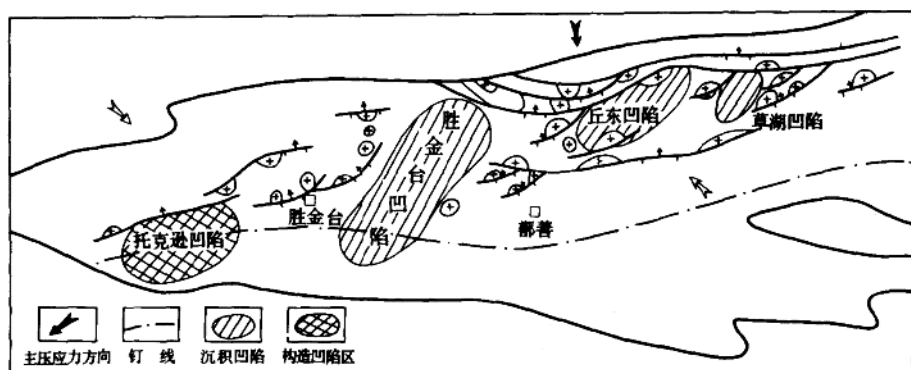 丘东凹陷
草湖凹陷
胜金台凹陷
胜金台
鄯善
托克逊凹陷
主压应力方向
钉线
沉积凹陷
构造凹陷区